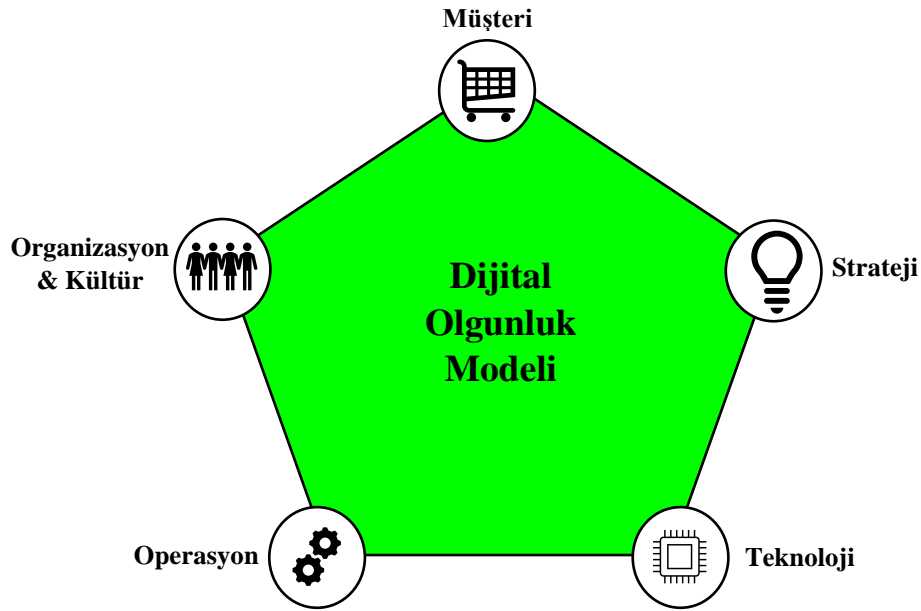 Müşteri
Organizasyon
& Kültür
Strateji
Dijital
Olgunluk
Modeli
Operasyon
Teknoloji